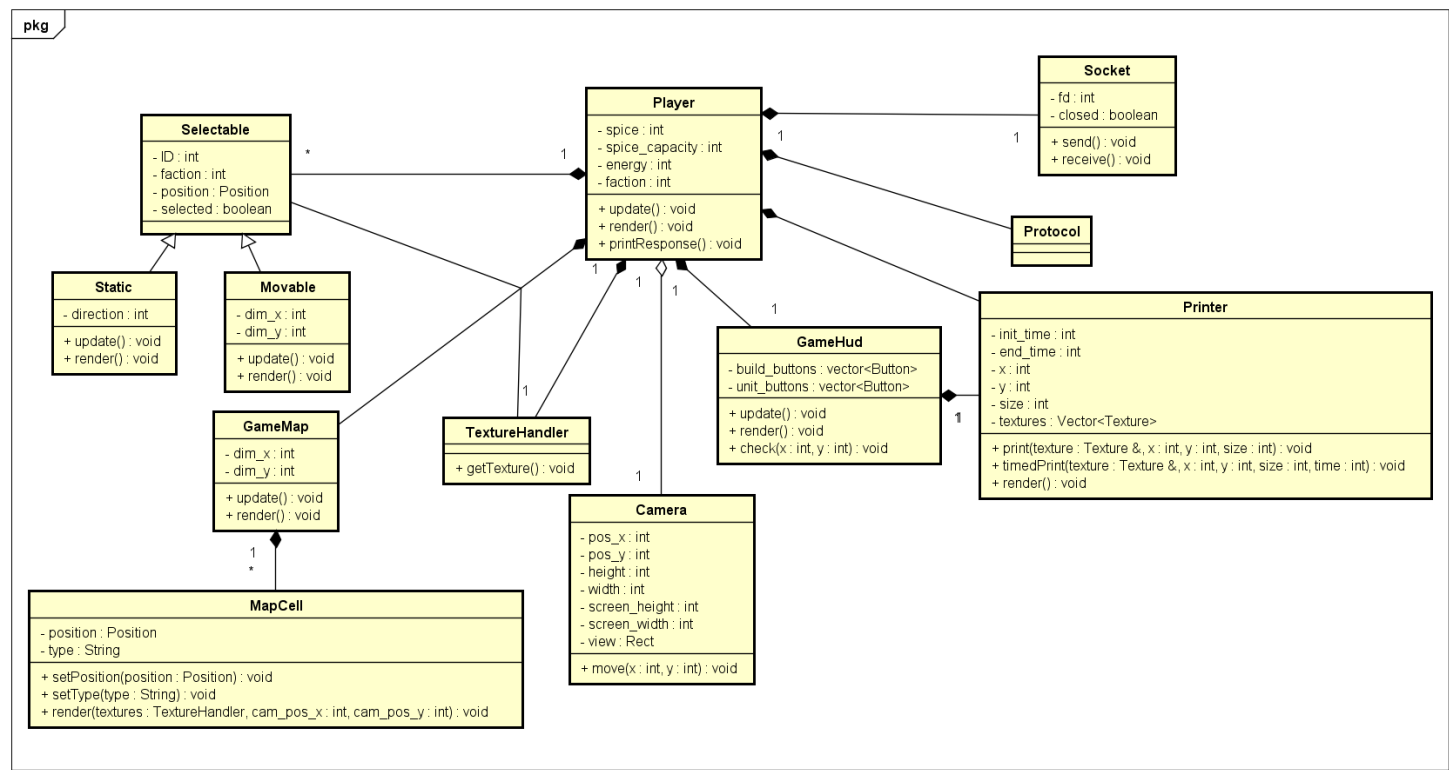 pkg
Socket
- fd : int
- closed : boolean
+ send() : void
+ receive() : void
Player
- spice : int
- spice_capacity : int
- energy : int
- faction : int
+ update() : void
+ render() : void
+ printResponse() : void
Selectable
- ID : int
- faction : int
- position : Position
- selected : boolean
*
1
1
1
Protocol
Static
- direction : int
+ update() : void
+ render() : void
Movable
- dim_x : int
- dim_y : int
+ update() : void
+ render() : void
1
1
1
1
Printer
- init_time : int
- end_time : int
- x : int
- y : int
- size : int
- textures : Vector<Texture>
+ print(texture : Texture &, x : int, y : int, size : int) : void
+ timedPrint(texture : Texture &, x : int, y : int, size : int, time : int) : void
+ render() : void
GameHud
- build_buttons : vector<Button>
- unit_buttons : vector<Button>
+ update() : void
+ render() : void
+ check(x : int, y : int) : void
1
1
1
GameMap
- dim_x : int
- dim_y : int
+ update() : void
+ render() : void
TextureHandler
+ getTexture() : void
1
Camera
- pos_x : int
- pos_y : int
- height : int
- width : int
- screen_height : int
- screen_width : int
- view : Rect
+ move(x : int, y : int) : void
1
*
MapCell
- position : Position
- type : String
+ setPosition(position : Position) : void
+ setType(type : String) : void
+ render(textures : TextureHandler, cam_pos_x : int, cam_pos_y : int) : void